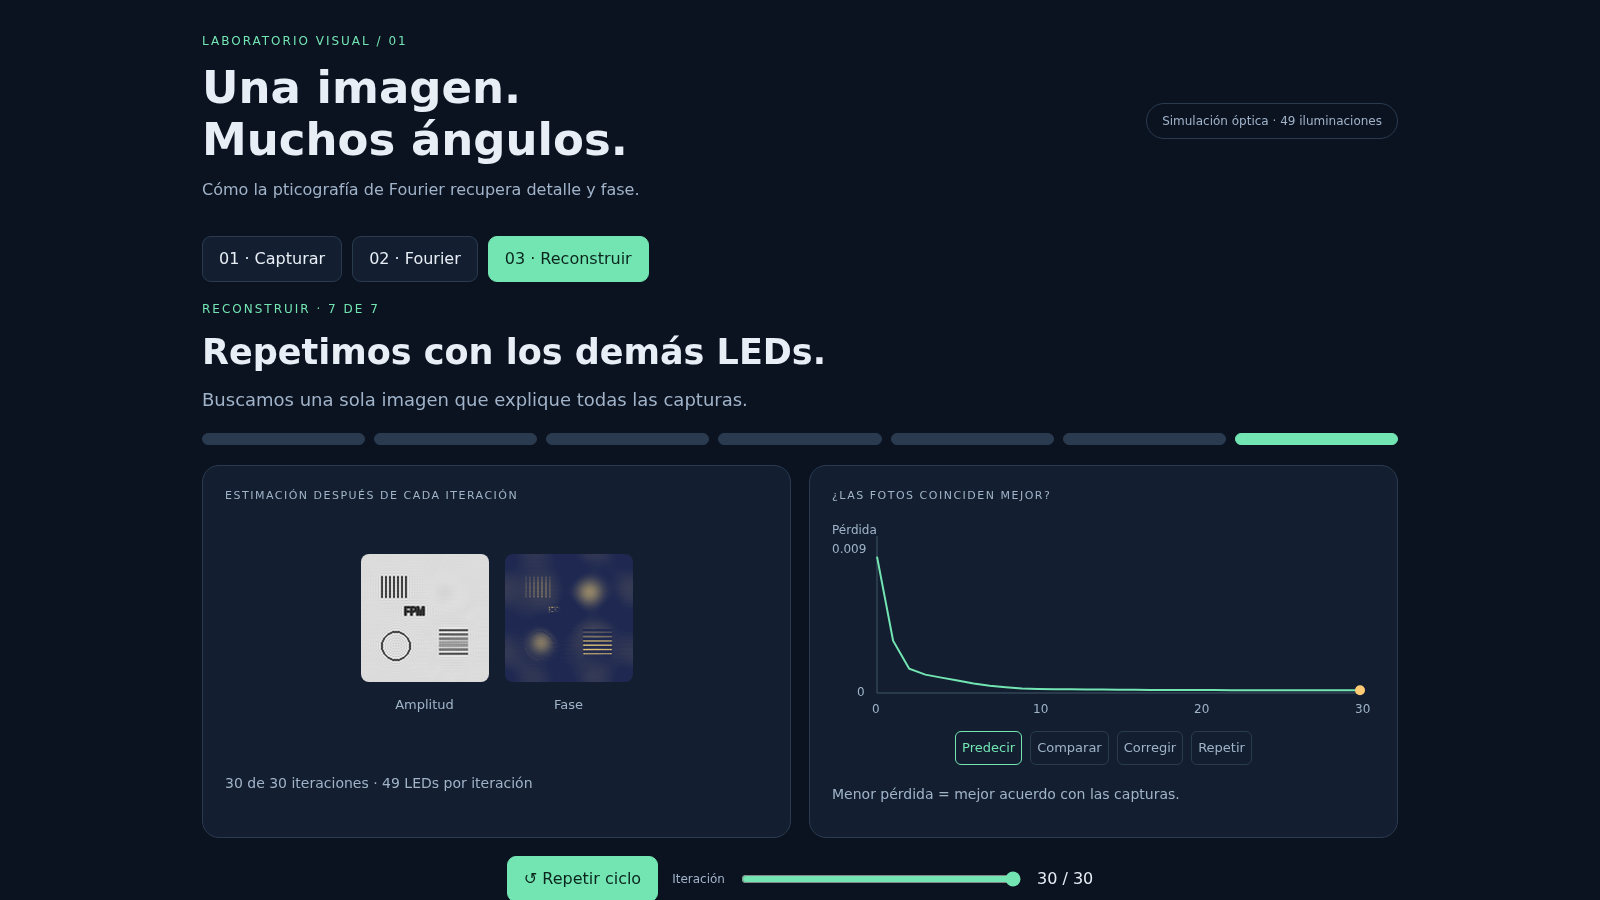 LABORATORIO VISUAL / 01
Una imagen.
Muchos ángulos.
Cómo la pticografía de Fourier recupera detalle y fase.
Simulación óptica · 49 iluminaciones
01 · Capturar
02 · Fourier
03 · Reconstruir
RECONSTRUIR · 7 DE 7
Repetimos con los demás LEDs.
Buscamos una sola imagen que explique todas las capturas.
ESTIMACIÓN DESPUÉS DE CADA ITERACIÓN
FPM
Amplitud
Fase
30 de 30 iteraciones · 49 LEDs por iteración
¿LAS FOTOS COINCIDEN MEJOR?
Pérdida
0.009
0
0
10
20
30
Predecir
Comparar
Corregir
Repetir
Menor pérdida = mejor acuerdo con las capturas.
↺ Repetir ciclo
Iteración
30 / 30